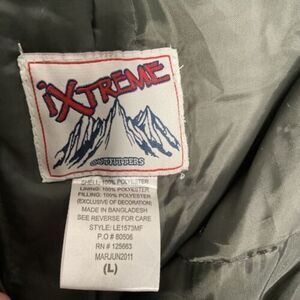 iXTREME
OUTFITTERS
SHELL: 100% POLYESTER
LINING: 100% POLYESTER
FILLING: 100% POLYESTER
(EXCLUSIVE OF DECORATION)
MADE IN BANGLADESH
SEE REVERSE FOR CARE
STYLE: LE1573MF
P.O # 80506
RN # 125663
MARJUN2011
(L)